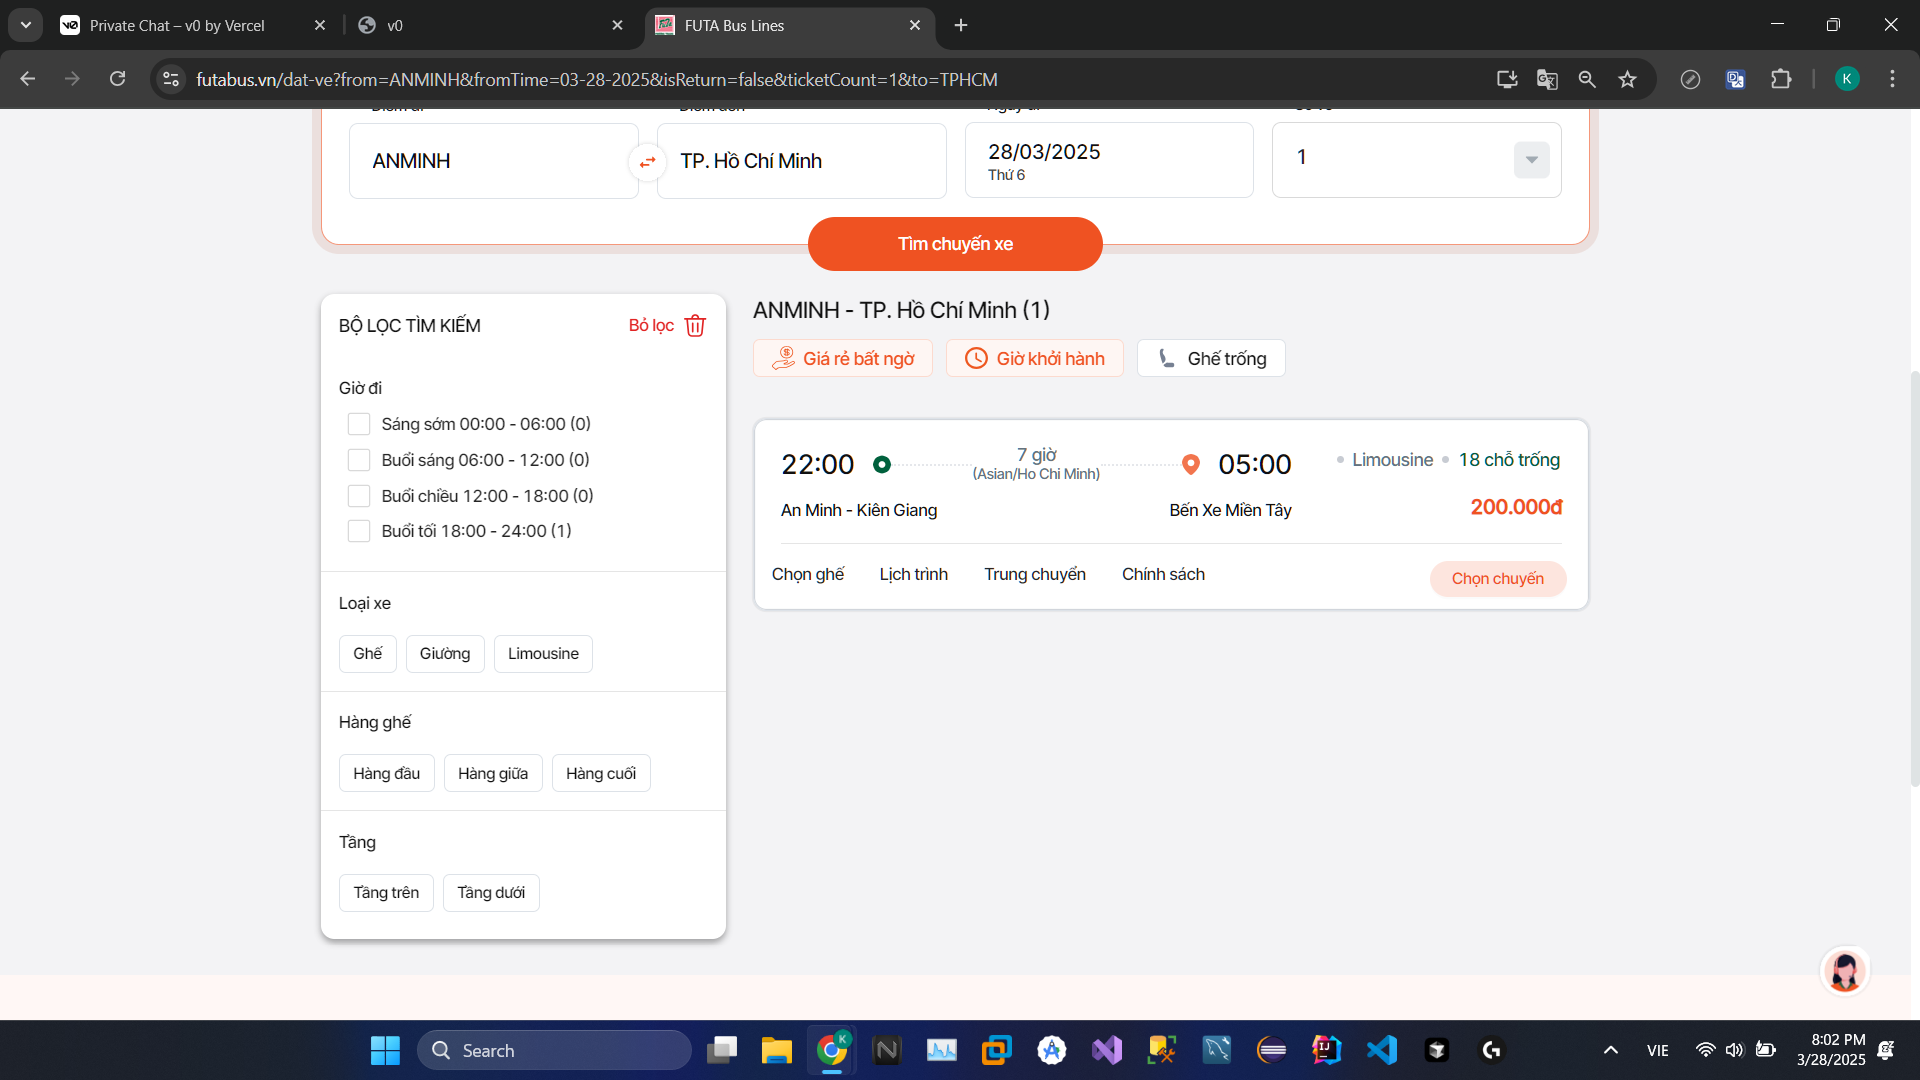 Private Chat – v0 by Vercel
v0
FUTA Bus Lines
futabus.vn/dat-ve?from=ANMINH&fromTime=03-28-2025&isReturn=false&ticketCount=1&to=TPHCM
K
ANMINH
TP. Hồ Chí Minh
28/03/2025
Thứ 6
1
Tìm chuyến xe
BỘ LỌC TÌM KIẾM
Bỏ lọc
Giờ đi
Sáng sớm 00:00 - 06:00 (0)
Buổi sáng 06:00 - 12:00 (0)
Buổi chiều 12:00 - 18:00 (0)
Buổi tối 18:00 - 24:00 (1)
Loại xe
Ghế
Giường
Limousine
Hàng ghế
Hàng đầu
Hàng giữa
Hàng cuối
Tầng
Tầng trên
Tầng dưới
ANMINH - TP. Hồ Chí Minh (1)
Giá rẻ bất ngờ
Giờ khởi hành
Ghế trống
22:00
7 giờ
(Asian/Ho Chi Minh)
05:00
Limousine
18 chỗ trống
An Minh - Kiên Giang
Bến Xe Miền Tây
200.000đ
Chọn ghế
Lịch trình
Trung chuyển
Chính sách
Chọn chuyến
Search
VIE
8:02 PM
3/28/2025